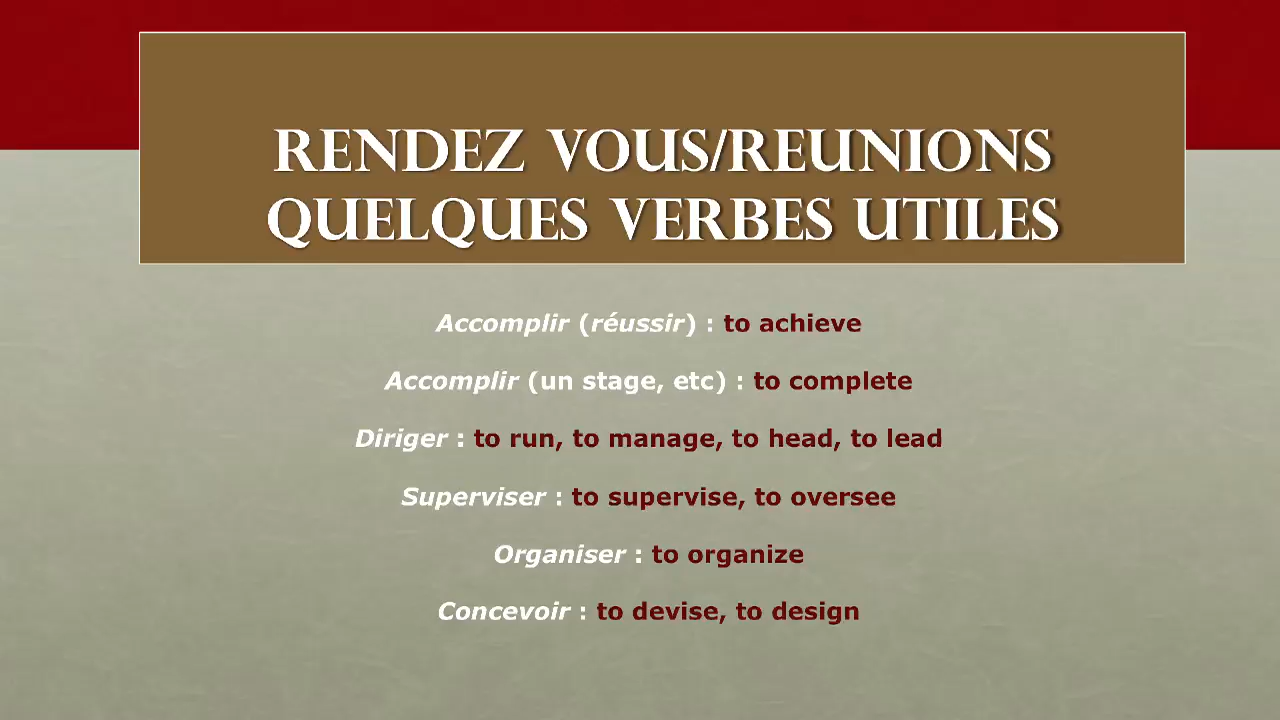 RENDEZ VOUS/REUNIONS
QUELQUES VERBES UTILES
Accomplir (réussir) : to achieve
Accomplir (un stage, etc) : to complete
Diriger : to run, to manage, to head, to lead
Superviser : to supervise, to oversee
Organiser : to organize
Concevoir : to devise, to design